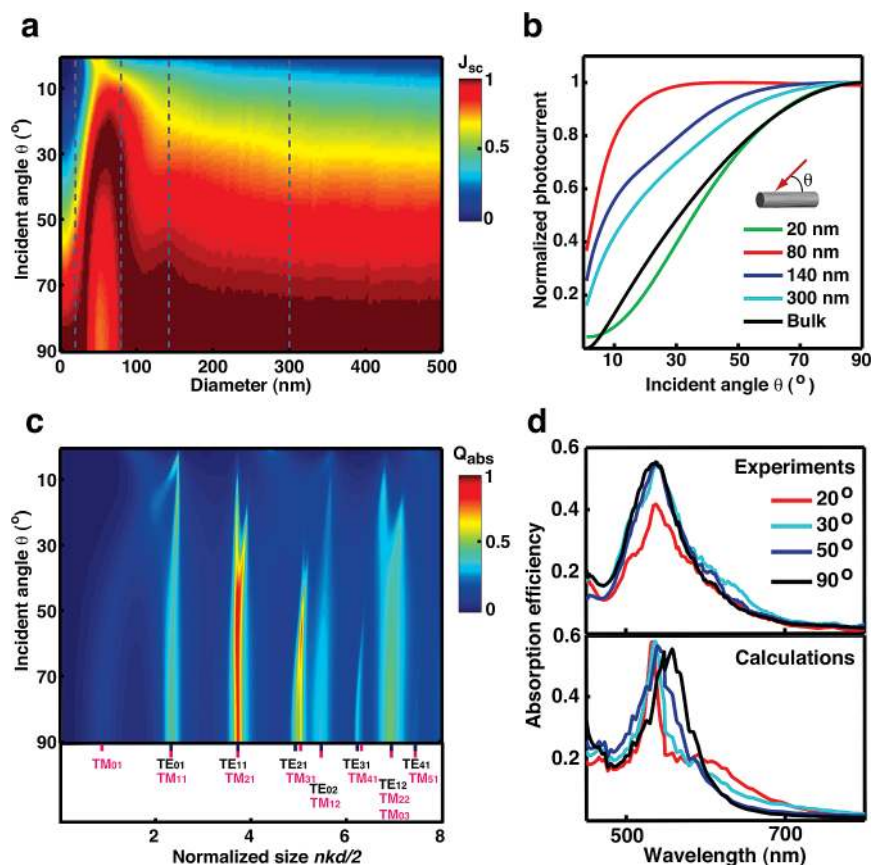 a
J_sc
1
0.5
0
10
30
50
70
90
Incident angle θ (°)
0 100 200 300 400 500
Diameter (nm)
b
Normalized photocurrent
1
0.8
0.6
0.4
0.2
θ
20 nm
80 nm
140 nm
300 nm
Bulk
10 30 50 70 90
Incident angle θ (°)
c
Q_abs
1
0.5
0
10
30
50
70
90
Incident angle θ (°)
TM01 TE01 TE11 TE21 TE31 TE41
TM11 TM21 TM31 TM41 TM51
TE02 TE12
TM12 TM22
TM03
2 4 6 8
Normalized size nkd/2
d
Absorption efficiency
0.6
0.4
0.2
Experiments
20°
30°
50°
90°
0.6
0.4
0.2
Calculations
500 700
Wavelength (nm)